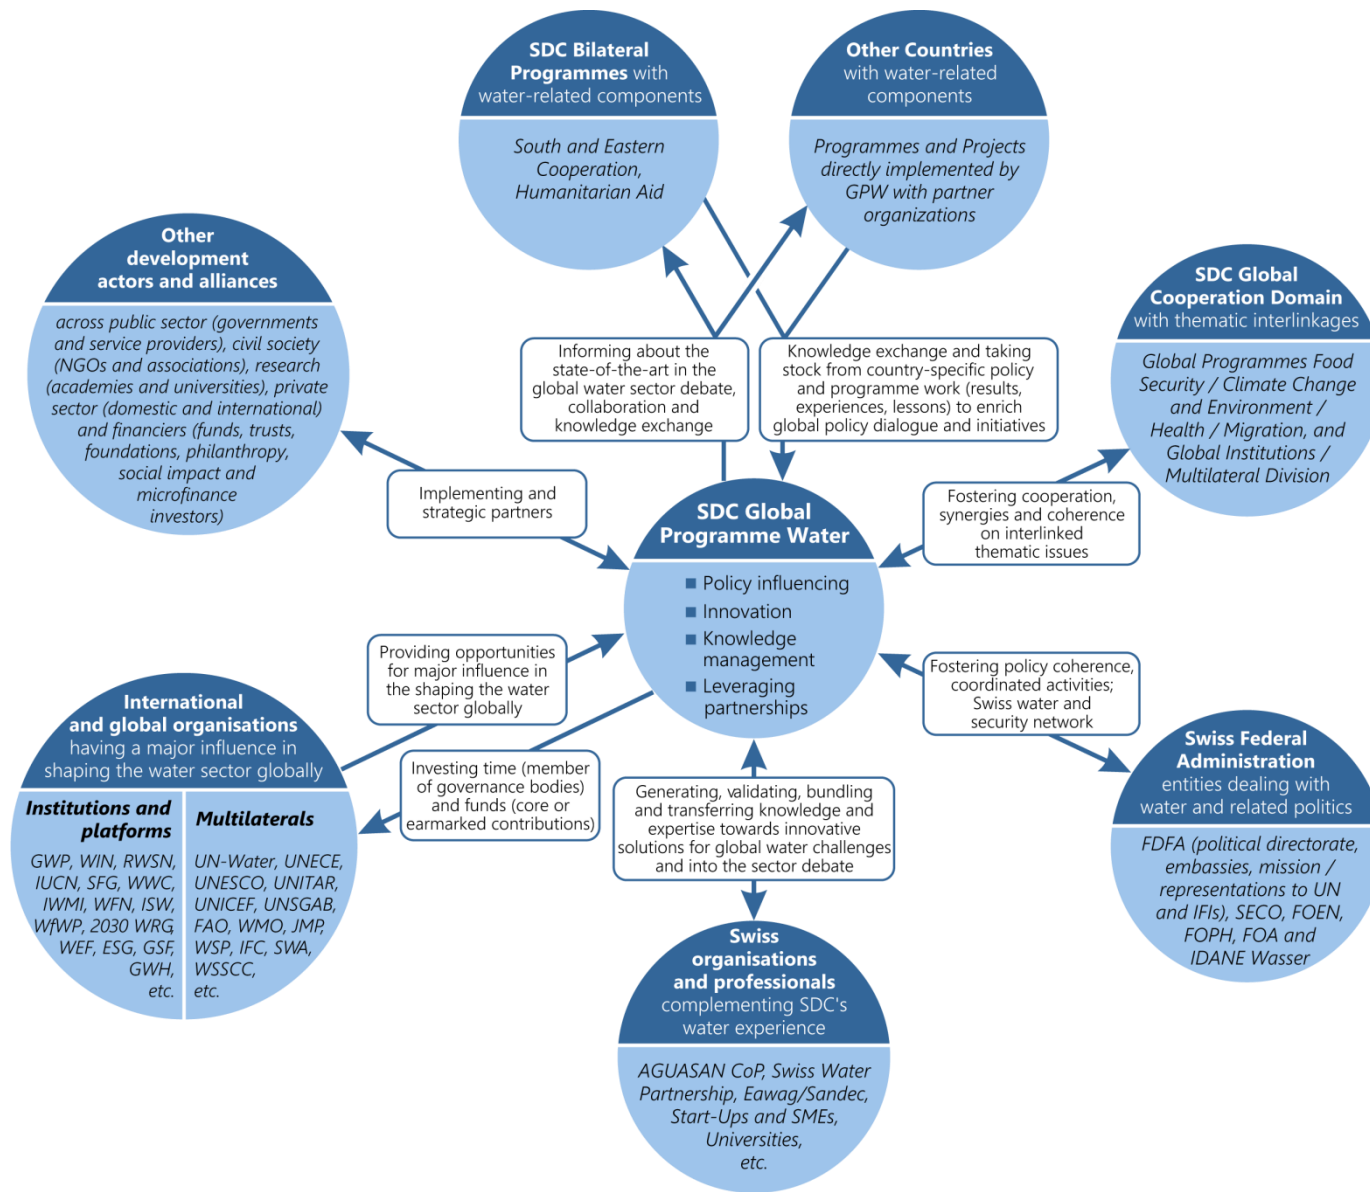 SDC Bilateral
Programmes with
water-related components
South and Eastern
Cooperation,
Humanitarian Aid
Other Countries
with water-related
components
Programmes and Projects
directly implemented by
GPW with partner
organizations
Other
development
actors and alliances
across public sector (governments
and service providers), civil society
(NGOs and associations), research
(academies and universities), private
sector (domestic and international)
and financiers (funds, trusts,
foundations, philanthropy,
social impact and
microfinance
investors)
SDC Global
Cooperation Domain
with thematic interlinkages
Global Programmes Food
Security / Climate Change
and Environment /
Health / Migration, and
Global Institutions /
Multilateral Division
Informing about the
state-of-the-art in the
global water sector debate,
collaboration and
knowledge exchange
Knowledge exchange and taking
stock from country-specific policy
and programme work (results,
experiences, lessons) to enrich
global policy dialogue and initiatives
Implementing and
strategic partners
Fostering cooperation,
synergies and coherence
on interlinked
thematic issues
SDC Global
Programme Water
Policy influencing
Innovation
Knowledge
management
Leveraging
partnerships
Providing opportunities
for major influence in
the shaping the water
sector globally
Fostering policy coherence,
coordinated activities;
Swiss water and
security network
International
and global organisations
having a major influence in
shaping the water sector globally
Institutions and
platforms
GWP, WIN, RWSN,
IUCN, SFG, WWC,
IWMI, WFN, ISW,
WfWP, 2030 WRG,
WEF, ESG, GSF,
GWH,
etc.
Multilaterals
UN-Water, UNECE,
UNESCO, UNITAR,
UNICEF, UNSGAB,
FAO, WMO, JMP,
WSP, IFC, SWA,
WSSCC,
etc.
Investing time (member
of governance bodies)
and funds (core or
earmarked contributions)
Generating, validating, bundling
and transferring knowledge and
expertise towards innovative
solutions for global water challenges
and into the sector debate
Swiss Federal
Administration
entities dealing with
water and related politics
FDFA (political directorate,
embassies, mission /
representations to UN
and IFIs), SECO, FOEN,
FOPH, FOA and
IDANE Wasser
Swiss
organisations
and professionals
complementing SDC's
water experience
AGUASAN CoP, Swiss Water
Partnership, Eawag/Sandec,
Start-Ups and SMEs,
Universities,
etc.